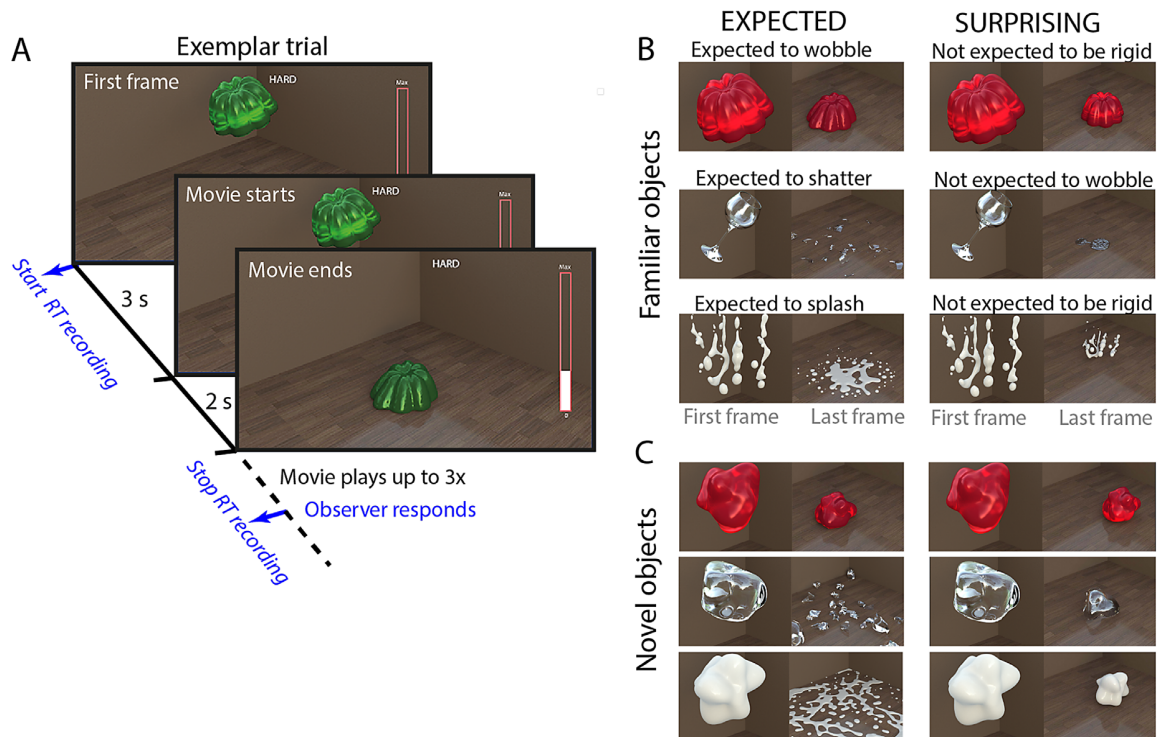 A
Exemplar trial
First frame
HARD
Max
Movie starts
HARD
Max
Movie ends
HARD
Max
0
Start RT recording
3 s
2 s
Stop RT recording
Movie plays up to 3x
Observer responds
B
EXPECTED
SURPRISING
Familiar objects
Expected to wobble
Not expected to be rigid
Expected to shatter
Not expected to wobble
Expected to splash
Not expected to be rigid
First frame
Last frame
First frame
Last frame
C
Novel objects